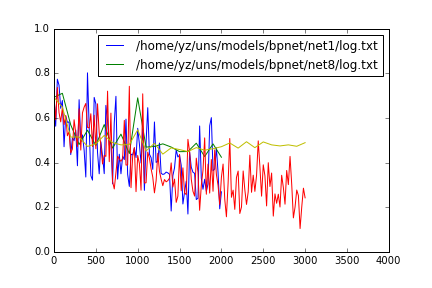 /home/yz/uns/models/bpnet/net1/log.txt
/home/yz/uns/models/bpnet/net8/log.txt
1.0
0.8
0.6
0.4
0.2
0.0
0 500 1000 1500 2000 2500 3000 3500 4000